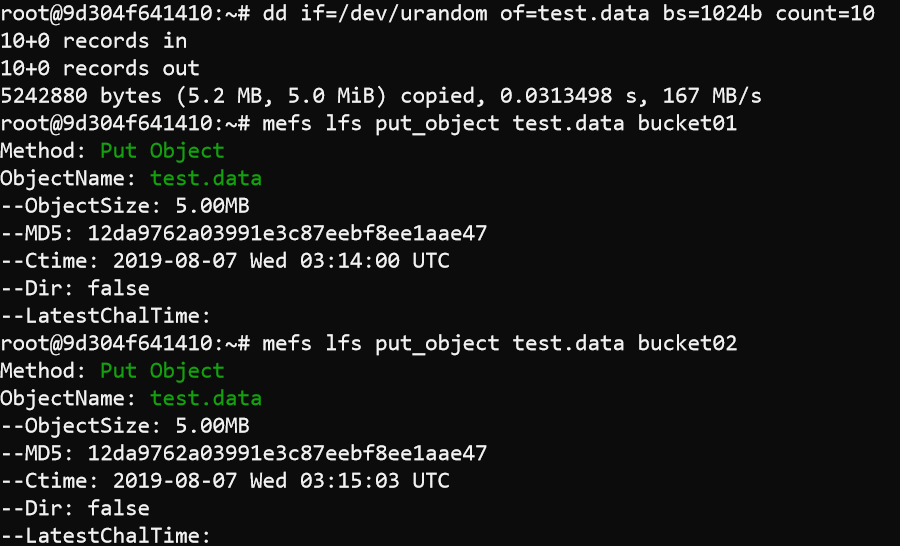 root@9d304f641410:~# dd if=/dev/urandom of=test.data bs=1024b count=10
10+0 records in
10+0 records out
5242880 bytes (5.2 MB, 5.0 MiB) copied, 0.0313498 s, 167 MB/s
root@9d304f641410:~# mefs lfs put_object test.data bucket01
Method: Put Object
ObjectName: test.data
--ObjectSize: 5.00MB
--MD5: 12da9762a03991e3c87eebf8ee1aae47
--Ctime: 2019-08-07 Wed 03:14:00 UTC
--Dir: false
--LatestChalTime:
root@9d304f641410:~# mefs lfs put_object test.data bucket02
Method: Put Object
ObjectName: test.data
--ObjectSize: 5.00MB
--MD5: 12da9762a03991e3c87eebf8ee1aae47
--Ctime: 2019-08-07 Wed 03:15:03 UTC
--Dir: false
--LatestChalTime: